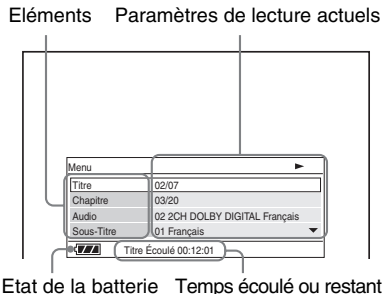 Eléments Paramètres de lecture actuels
Menu
Titre 02/07
Chapitre 03/20
Audio 02 2CH DOLBY DIGITAL Français
Sous-Titre 01 Français
Titre Écoulé 00:12:01
Etat de la batterie Temps écoulé ou restant